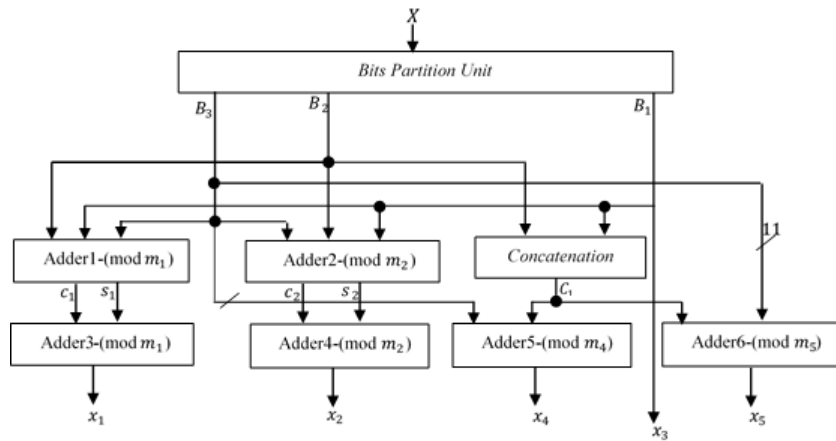 X
Bits Partition Unit
B₃ B₂ B₁
11
Adder1-(mod m₁) Adder2-(mod m₂) Concatenation
c₁ s₁ c₂ s₂ C₁
Adder3-(mod m₁) Adder4-(mod m₂) Adder5-(mod m₄) Adder6-(mod m₅)
x₁ x₂ x₄ x₃ x₅